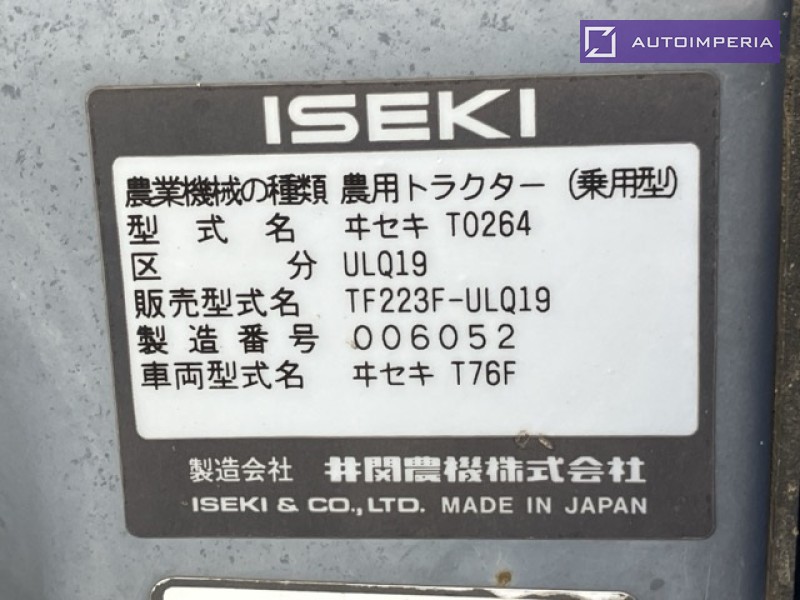 AUTOIMPERIA
ISEKI
農業機械の種類 農用トラクター (乗用型)
型式名 ヰセキ T0264
区分 ULQ19
販売型式名 TF223F-ULQ19
製造番号 006052
車両型式名 ヰセキ T76F
製造会社 井関農機株式会社
ISEKI & CO., LTD. MADE IN JAPAN